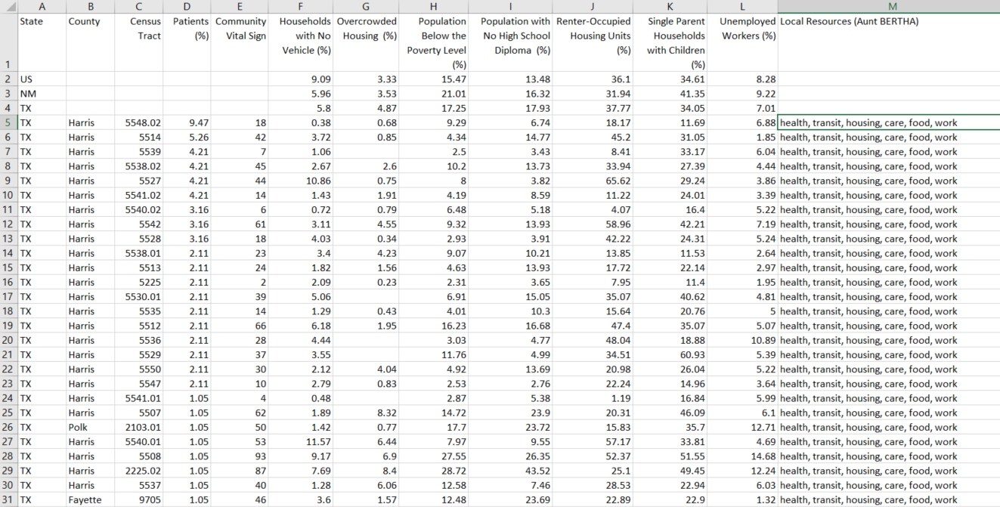 A B C D E F G H I J K L M
1 State County Census Tract Patients (%) Community Vital Sign Households with No Vehicle (%) Overcrowded Housing (%) Population Below the Poverty Level (%) Population with No High School Diploma (%) Renter-Occupied Housing Units (%) Single Parent Households with Children (%) Unemployed Workers (%) Local Resources (Aunt BERTHA)
2 US 9.09 3.33 15.47 13.48 36.1 34.61 8.28
3 NM 5.96 3.53 21.01 16.32 31.94 41.35 9.22
4 TX 5.8 4.87 17.25 17.93 37.77 34.05 7.01
5 TX Harris 5548.02 9.47 18 0.38 0.68 9.29 6.74 18.17 11.69 6.88 health, transit, housing, care, food, work
6 TX Harris 5514 5.26 42 3.72 0.85 4.34 14.77 45.2 31.05 1.85 health, transit, housing, care, food, work
7 TX Harris 5539 4.21 7 1.06 2.5 3.43 8.41 33.17 6.04 health, transit, housing, care, food, work
8 TX Harris 5538.02 4.21 45 2.67 2.6 10.2 13.73 33.94 27.39 4.44 health, transit, housing, care, food, work
9 TX Harris 5527 4.21 44 10.86 0.75 8 3.82 65.62 29.24 3.86 health, transit, housing, care, food, work
10 TX Harris 5541.02 4.21 14 1.43 1.91 4.19 8.59 11.22 24.01 3.39 health, transit, housing, care, food, work
11 TX Harris 5540.02 3.16 6 0.72 0.79 6.48 5.18 4.07 16.4 5.22 health, transit, housing, care, food, work
12 TX Harris 5542 3.16 61 3.11 4.55 9.32 13.93 58.96 42.21 7.19 health, transit, housing, care, food, work
13 TX Harris 5528 3.16 18 4.03 0.34 2.93 3.91 42.22 24.31 5.24 health, transit, housing, care, food, work
14 TX Harris 5538.01 2.11 23 3.4 4.23 9.07 10.21 13.85 11.53 2.64 health, transit, housing, care, food, work
15 TX Harris 5513 2.11 24 1.82 1.56 4.63 13.93 17.72 22.14 2.97 health, transit, housing, care, food, work
16 TX Harris 5225 2.11 2 2.09 0.23 2.31 3.65 7.95 11.4 1.95 health, transit, housing, care, food, work
17 TX Harris 5530.01 2.11 39 5.06 6.91 15.05 35.07 40.62 4.81 health, transit, housing, care, food, work
18 TX Harris 5535 2.11 14 1.29 0.43 4.01 10.3 15.64 20.76 5 health, transit, housing, care, food, work
19 TX Harris 5512 2.11 66 6.18 1.95 16.23 16.68 47.4 35.07 5.07 health, transit, housing, care, food, work
20 TX Harris 5536 2.11 28 4.44 3.03 4.77 48.04 18.88 10.89 health, transit, housing, care, food, work
21 TX Harris 5529 2.11 37 3.55 11.76 4.99 34.51 60.93 5.39 health, transit, housing, care, food, work
22 TX Harris 5550 2.11 30 2.12 4.04 4.92 13.69 20.98 26.04 5.22 health, transit, housing, care, food, work
23 TX Harris 5547 2.11 10 2.79 0.83 2.53 2.76 22.24 14.96 3.64 health, transit, housing, care, food, work
24 TX Harris 5541.01 1.05 4 0.48 2.87 5.38 1.19 16.84 5.99 health, transit, housing, care, food, work
25 TX Harris 5507 1.05 62 1.89 8.32 14.72 23.9 20.31 46.09 6.1 health, transit, housing, care, food, work
26 TX Polk 2103.01 1.05 50 1.42 0.77 17.7 23.72 15.83 35.7 12.71 health, transit, housing, care, food, work
27 TX Harris 5540.01 1.05 53 11.57 6.44 7.97 9.55 57.17 33.81 4.69 health, transit, housing, care, food, work
28 TX Harris 5508 1.05 93 9.17 6.9 27.55 26.35 52.37 51.55 14.68 health, transit, housing, care, food, work
29 TX Harris 2225.02 1.05 87 7.69 8.4 28.72 43.52 25.1 49.45 12.24 health, transit, housing, care, food, work
30 TX Harris 5537 1.05 40 1.28 6.06 12.58 7.46 28.53 22.94 6.03 health, transit, housing, care, food, work
31 TX Fayette 9705 1.05 46 3.6 1.57 12.48 23.69 22.89 22.9 1.32 health, transit, housing, care, food, work